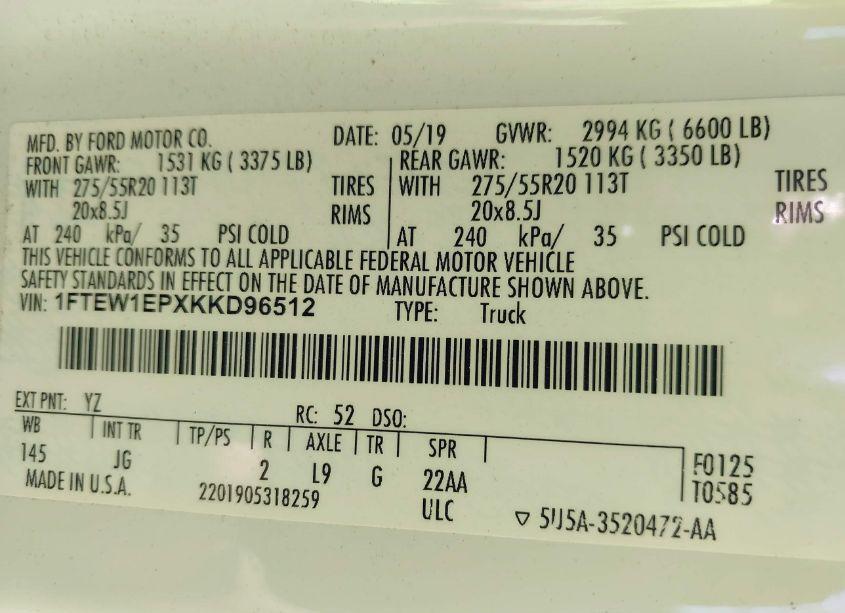 MFD. BY FORD MOTOR CO. DATE: 05/19 GVWR: 2994 KG ( 6600 LB)
FRONT GAWR: 1531 KG ( 3375 LB) REAR GAWR: 1520 KG ( 3350 LB)
WITH 275/55R20 113T TIRES WITH 275/55R20 113T TIRES
20x8.5J RIMS 20x8.5J RIMS
AT 240 kPa/ 35 PSI COLD AT 240 kPa/ 35 PSI COLD
THIS VEHICLE CONFORMS TO ALL APPLICABLE FEDERAL MOTOR VEHICLE
SAFETY STANDARDS IN EFFECT ON THE DATE OF MANUFACTURE SHOWN ABOVE.
VIN: 1FTEW1EPXKKD96512 TYPE: Truck
EXT PNT: YZ RC: 52 DSO:
WB INT TR TP/PS R AXLE TR SPR
145 JG 2 L9 G 22AA F0125
MADE IN U.S.A. 2201905318259 ULC T0585
▽ 5U5A-3520472-AA